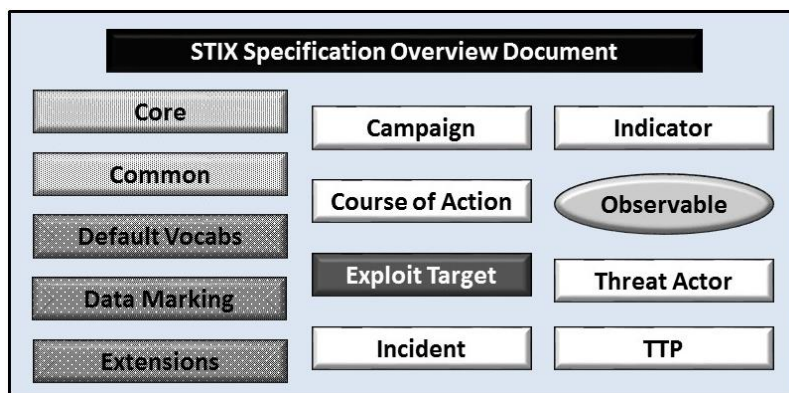 STIX Specification Overview Document
Core
Common
Default Vocabs
Data Marking
Extensions
Campaign
Course of Action
Exploit Target
Incident
Indicator
Observable
Threat Actor
TTP